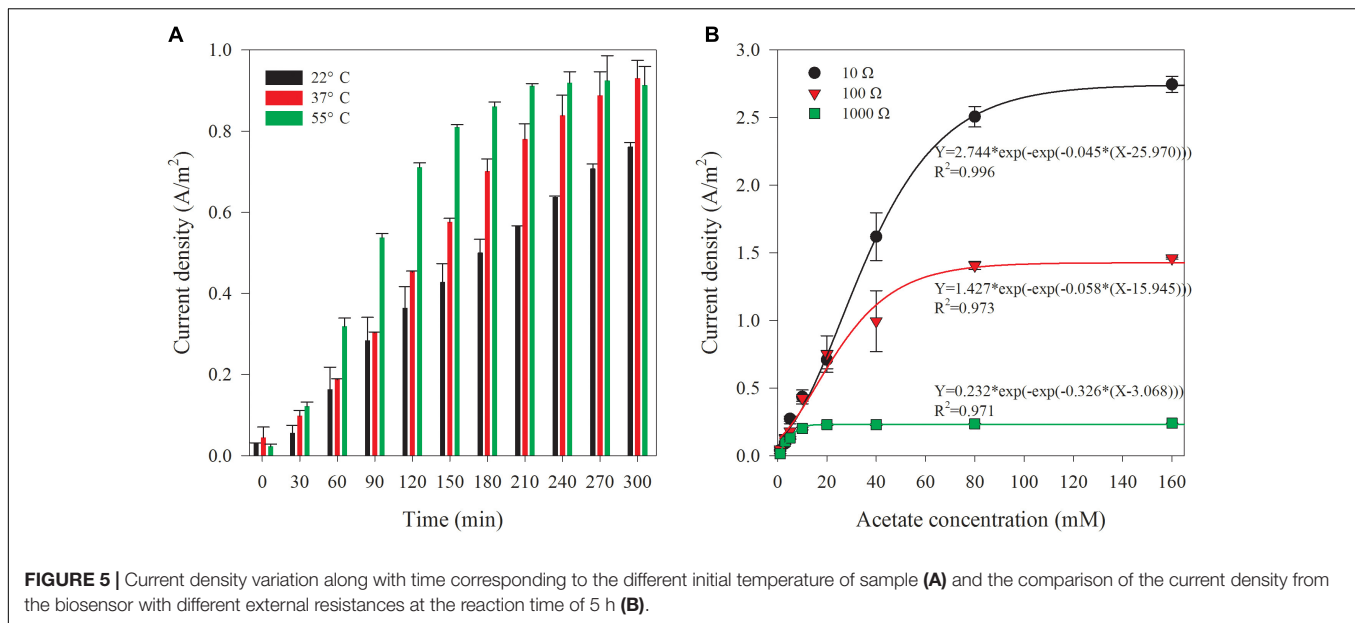 A
B
1.0
0.8
0.6
0.4
0.2
0.0
Current density (A/m²)
22° C
37° C
55° C
0 30 60 90 120 150 180 210 240 270 300
Time (min)
3.0
2.5
2.0
1.5
1.0
0.5
0.0
Current density (A/m²)
10 Ω
100 Ω
1000 Ω
Y=2.744*exp(-exp(-0.045*(X-25.970)))
R²=0.996
Y=1.427*exp(-exp(-0.058*(X-15.945)))
R²=0.973
Y=0.232*exp(-exp(-0.326*(X-3.068)))
R²=0.971
0 20 40 60 80 100 120 140 160
Acetate concentration (mM)
FIGURE 5 | Current density variation along with time corresponding to the different initial temperature of sample (A) and the comparison of the current density from
the biosensor with different external resistances at the reaction time of 5 h (B).